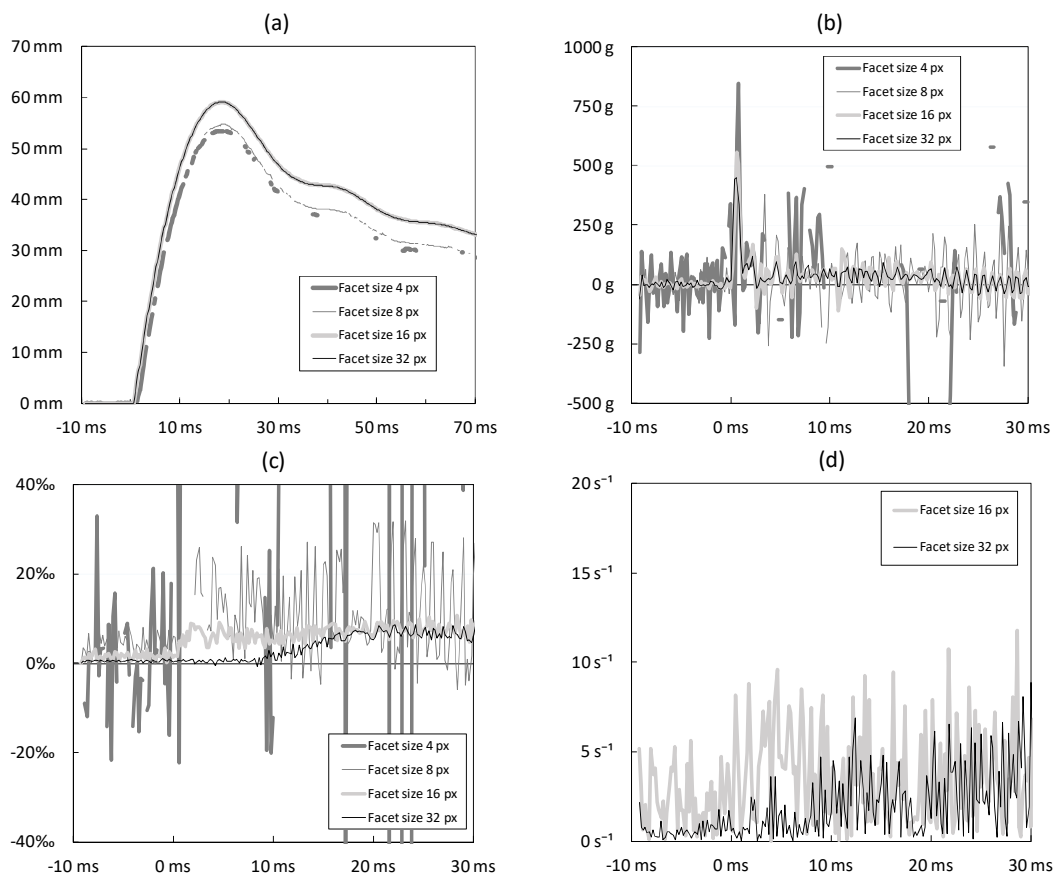 (a)
70 mm
60 mm
50 mm
40 mm
30 mm
20 mm
10 mm
0 mm
Facet size 4 px
Facet size 8 px
Facet size 16 px
Facet size 32 px
-10 ms 10 ms 30 ms 50 ms 70 ms
(b)
1000 g
750 g
500 g
250 g
0 g
-250 g
-500 g
Facet size 4 px
Facet size 8 px
Facet size 16 px
Facet size 32 px
-10 ms 0 ms 10 ms 20 ms 30 ms
(c)
40‰
20‰
0‰
-20‰
-40‰
Facet size 4 px
Facet size 8 px
Facet size 16 px
Facet size 32 px
-10 ms 0 ms 10 ms 20 ms 30 ms
(d)
20 s⁻¹
15 s⁻¹
10 s⁻¹
5 s⁻¹
0 s⁻¹
Facet size 16 px
Facet size 32 px
-10 ms 0 ms 10 ms 20 ms 30 ms